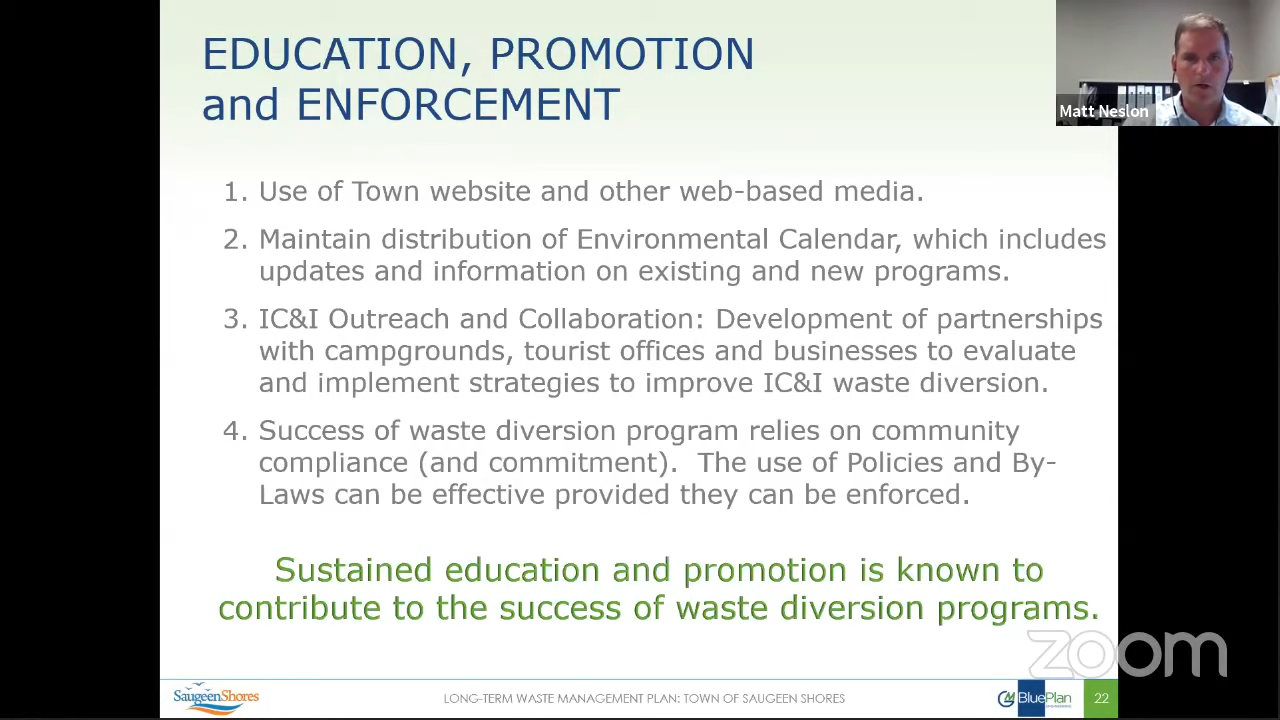 EDUCATION, PROMOTION
and ENFORCEMENT
Matt Neslon
1. Use of Town website and other web-based media.
2. Maintain distribution of Environmental Calendar, which includes
updates and information on existing and new programs.
3. IC&I Outreach and Collaboration: Development of partnerships
with campgrounds, tourist offices and businesses to evaluate
and implement strategies to improve IC&I waste diversion.
4. Success of waste diversion program relies on community
compliance (and commitment). The use of Policies and By-
Laws can be effective provided they can be enforced.
Sustained education and promotion is known to
contribute to the success of waste diversion programs.
zoom
SaugeenShores
LONG-TERM WASTE MANAGEMENT PLAN: TOWN OF SAUGEEN SHORES
BluePlan
22